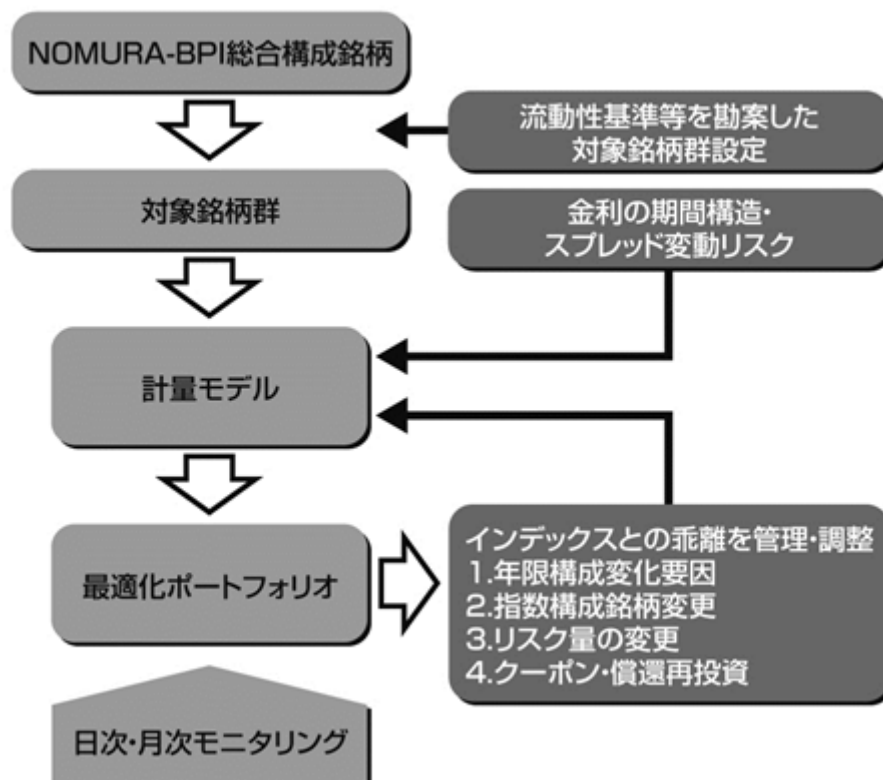 NOMURA-BPI総合構成銘柄
流動性基準等を勘案した
対象銘柄群設定
対象銘柄群
金利の期間構造・
スプレッド変動リスク
計量モデル
最適化ポートフォリオ
インデックスとの乖離を管理・調整
1.年限構成変化要因
2.指数構成銘柄変更
3.リスク量の変更
4.クーポン・償還再投資
日次・月次モニタリング